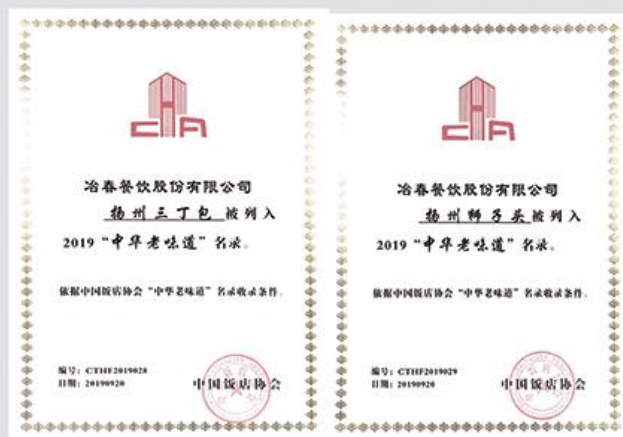 CHA
冶春餐饮股份有限公司
扬州三丁包 被列入
2019 “中华老味道” 名录。
依据中国饭店协会 “中华老味道” 名录收录条件。
编号：CTHF2019028
日期：20190920
中国饭店协会
CHA
冶春餐饮股份有限公司
扬州狮子头 被列入
2019 “中华老味道” 名录。
依据中国饭店协会 “中华老味道” 名录收录条件。
编号：CTHF2019029
日期：20190920
中国饭店协会